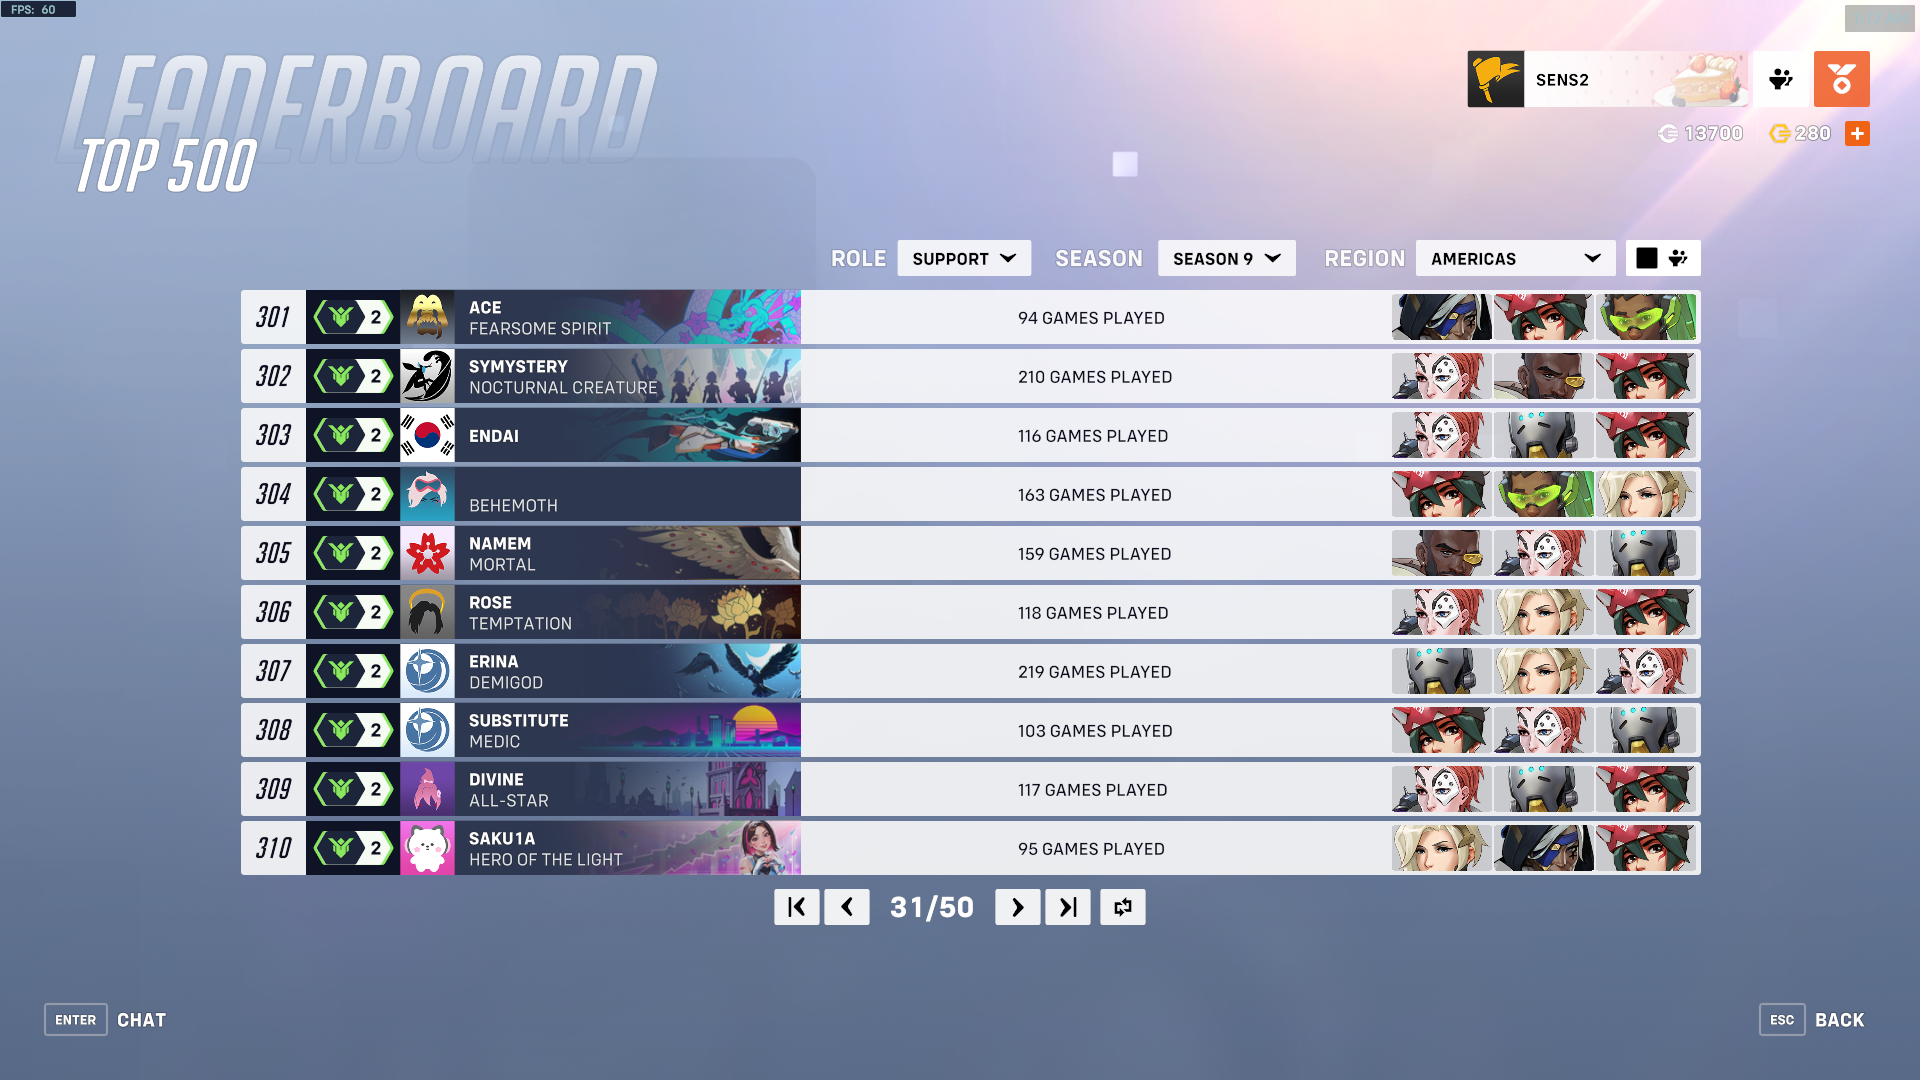 FPS: 60
LEADERBOARD
TOP 500
SENS2
13700 280
ROLE SUPPORT SEASON SEASON 9 REGION AMERICAS
301 2 ACE
FEARSOME SPIRIT
94 GAMES PLAYED
302 2 SYMYSTERY
NOCTURNAL CREATURE
210 GAMES PLAYED
303 2 ENDAI
116 GAMES PLAYED
304 2 BEHEMOTH
163 GAMES PLAYED
305 2 NAMEM
MORTAL
159 GAMES PLAYED
306 2 ROSE
TEMPTATION
118 GAMES PLAYED
307 2 ERINA
DEMIGOD
219 GAMES PLAYED
308 2 SUBSTITUTE
MEDIC
103 GAMES PLAYED
309 2 DIVINE
ALL-STAR
117 GAMES PLAYED
310 2 SAKU1A
HERO OF THE LIGHT
95 GAMES PLAYED
31/50
ENTER CHAT
ESC BACK